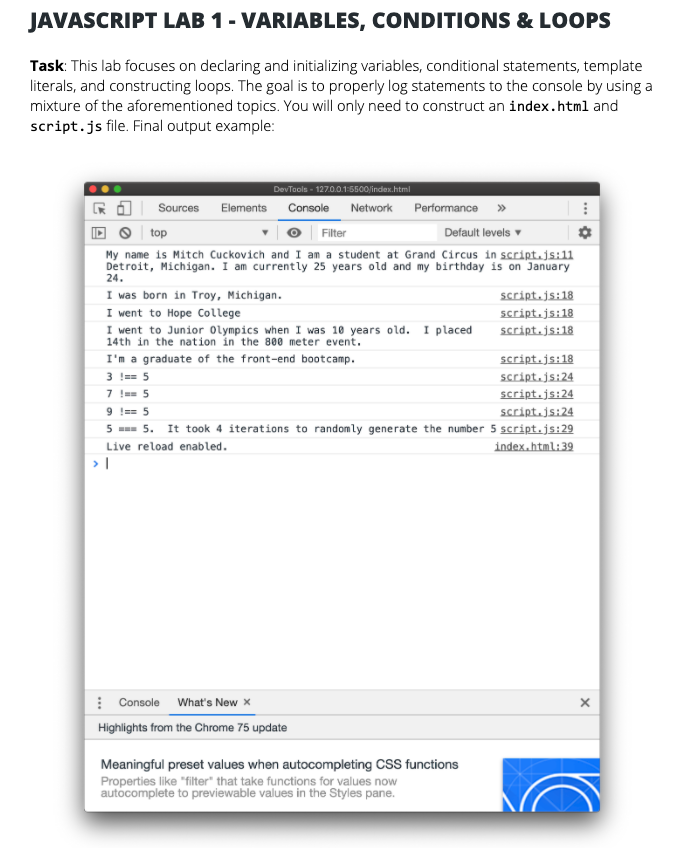 JAVASCRIPT LAB 1 - VARIABLES, CONDITIONS & LOOPS
Task: This lab focuses on declaring and initializing variables, conditional statements, template
literals, and constructing loops. The goal is to properly log statements to the console by using a
mixture of the aforementioned topics. You will only need to construct an index.html and
script.js file. Final output example:
DevTools - 127.0.0.1:5500/index.html
Sources Elements Console Network Performance »
top Filter Default levels
My name is Mitch Cuckovich and I am a student at Grand Circus in script.js:11
Detroit, Michigan. I am currently 25 years old and my birthday is on January
24.
I was born in Troy, Michigan. script.js:18
I went to Hope College script.js:18
I went to Junior Olympics when I was 10 years old.  I placed script.js:18
14th in the nation in the 800 meter event.
I'm a graduate of the front-end bootcamp. script.js:18
3 !== 5 script.js:24
7 !== 5 script.js:24
9 !== 5 script.js:24
5 === 5.  It took 4 iterations to randomly generate the number 5 script.js:29
Live reload enabled. index.html:39
Console What's New ×
Highlights from the Chrome 75 update
Meaningful preset values when autocompleting CSS functions
Properties like "filter" that take functions for values now
autocomplete to previewable values in the Styles pane.